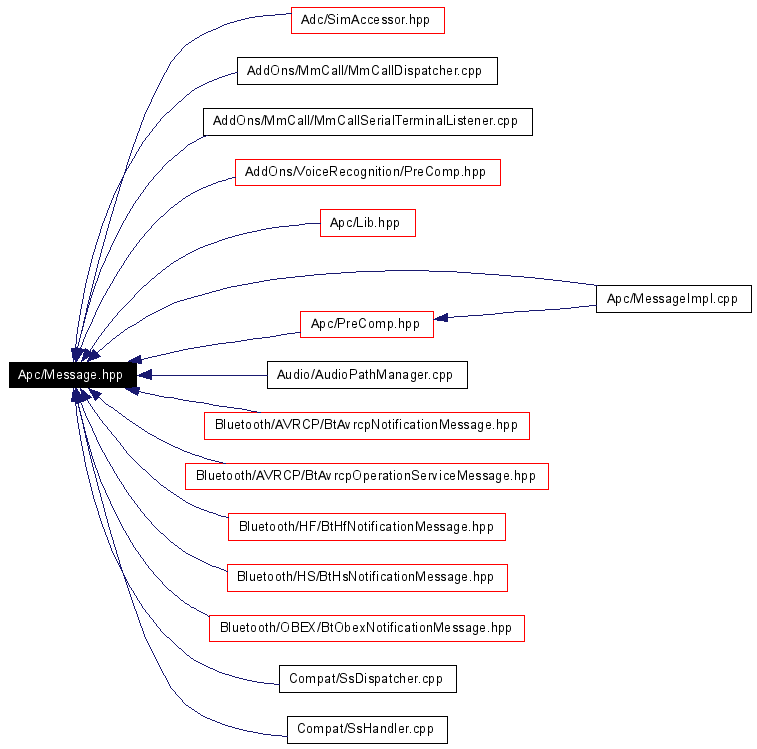 Adc/SimAccessor.hpp
AddOns/MmCall/MmCallDispatcher.cpp
AddOns/MmCall/MmCallSerialTerminalListener.cpp
AddOns/VoiceRecognition/PreComp.hpp
Apc/Lib.hpp
Apc/MessageImpl.cpp
Apc/PreComp.hpp
Apc/Message.hpp
Audio/AudioPathManager.cpp
Bluetooth/AVRCP/BtAvrcpNotificationMessage.hpp
Bluetooth/AVRCP/BtAvrcpOperationServiceMessage.hpp
Bluetooth/HF/BtHfNotificationMessage.hpp
Bluetooth/HS/BtHsNotificationMessage.hpp
Bluetooth/OBEX/BtObexNotificationMessage.hpp
Compat/SsDispatcher.cpp
Compat/SsHandler.cpp